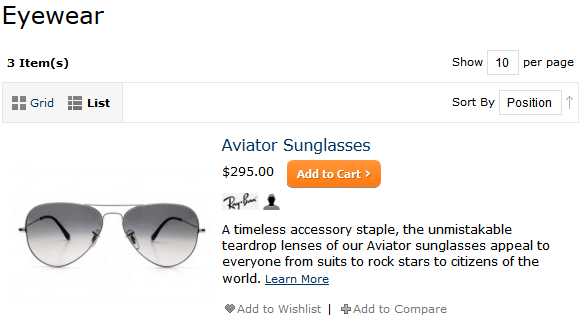 Eyewear
3 Item(s)
Show 10 per page
Grid List
Sort By Position
Aviator Sunglasses
$295.00 Add to Cart ›
Ray-Ban
A timeless accessory staple, the unmistakable
teardrop lenses of our Aviator sunglasses appeal to
everyone from suits to rock stars to citizens of the
world. Learn More
Add to Wishlist | Add to Compare